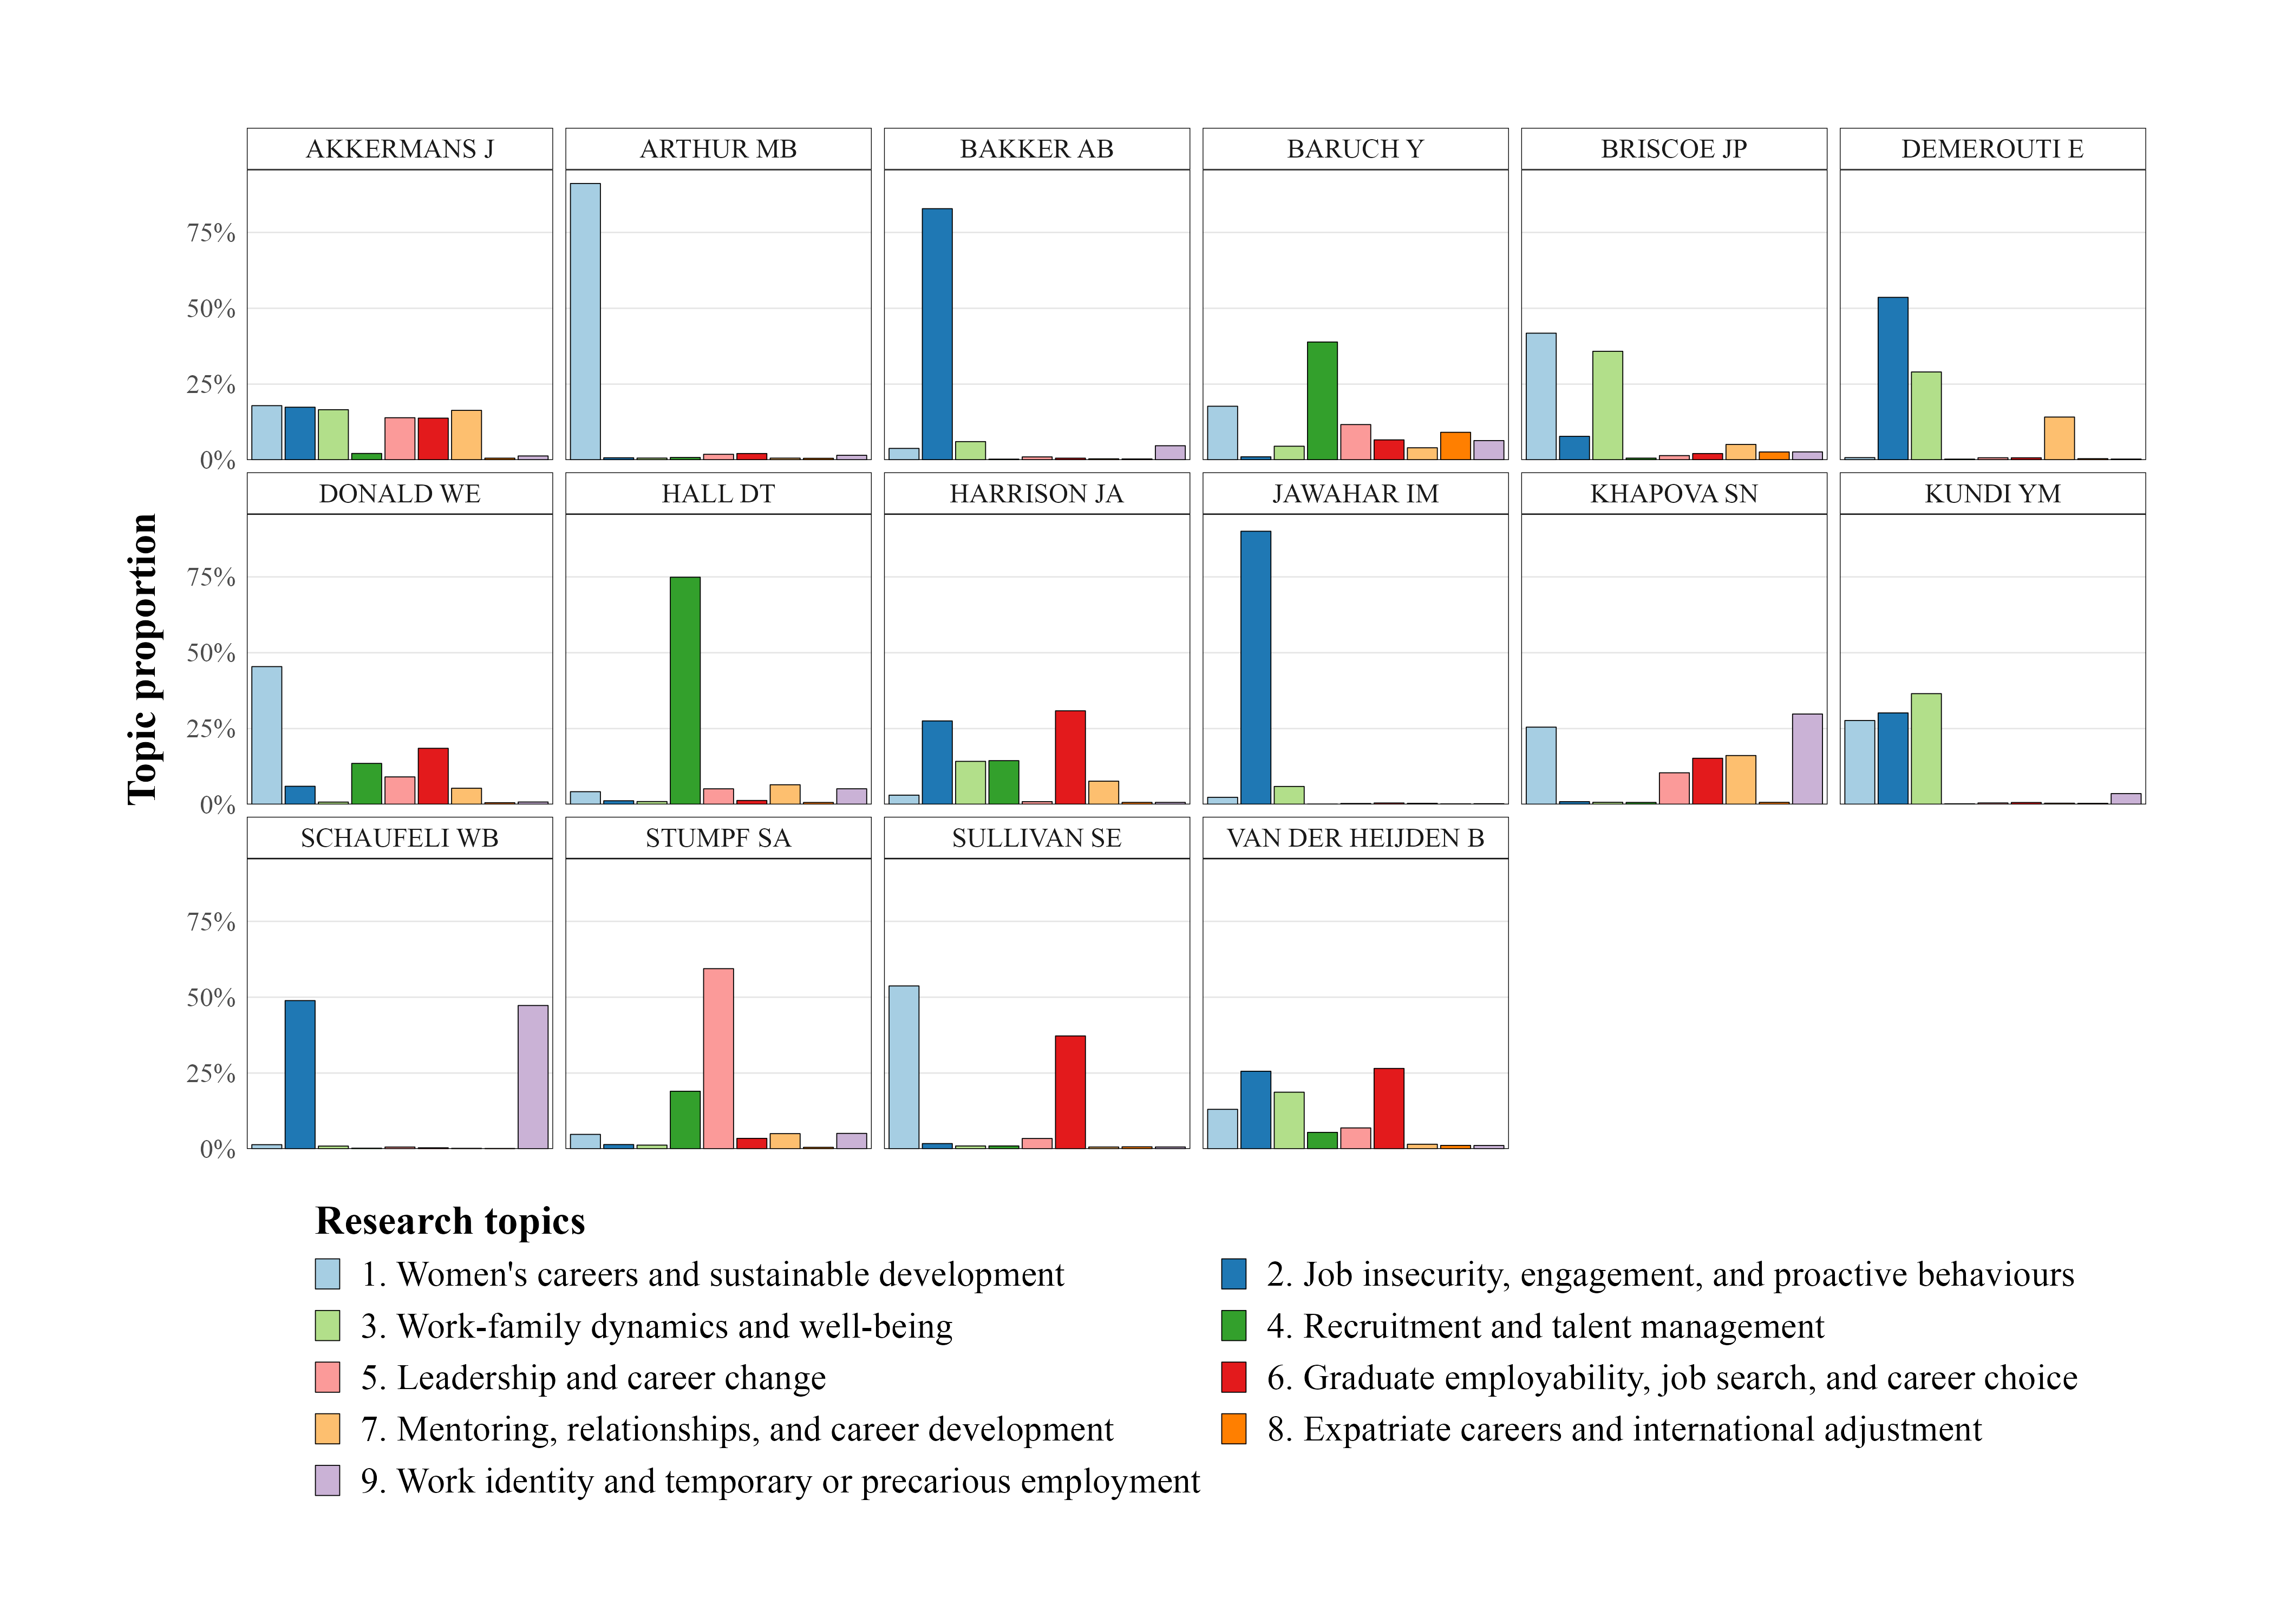 AKKERMANS J ARTHUR MB BAKKER AB BARUCH Y BRISCOE JP DEMEROUTI E
75%
50%
25%
0%
DONALD WE HALL DT HARRISON JA JAWAHAR IM KHAPOVA SN KUNDI YM
Topic proportion
75%
50%
25%
0%
SCHAUFELI WB STUMPF SA SULLIVAN SE VAN DER HEIJDEN B
75%
50%
25%
0%
Research topics
1. Women's careers and sustainable development
2. Job insecurity, engagement, and proactive behaviours
3. Work-family dynamics and well-being
4. Recruitment and talent management
5. Leadership and career change
6. Graduate employability, job search, and career choice
7. Mentoring, relationships, and career development
8. Expatriate careers and international adjustment
9. Work identity and temporary or precarious employment